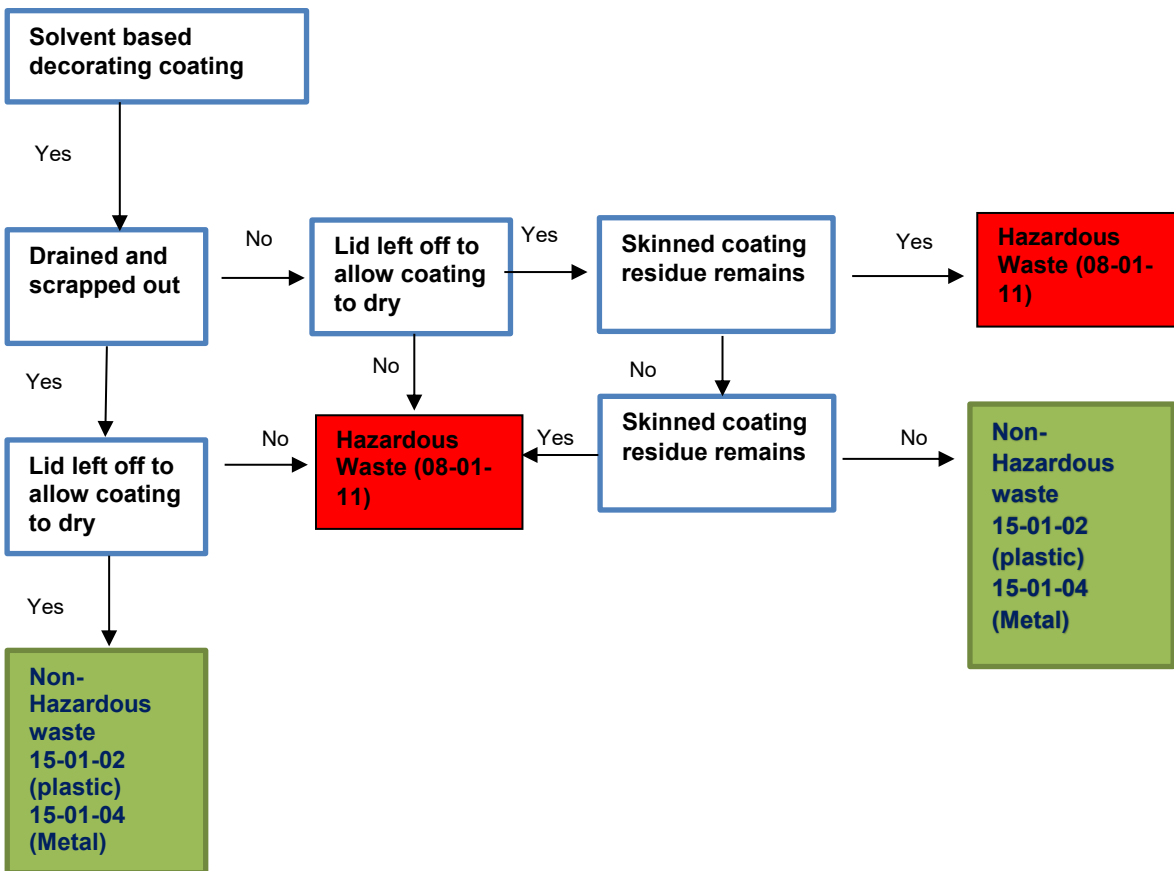 Solvent based
decorating coating
Yes
Drained and
scrapped out
No
Lid left off to
allow coating
to dry
Yes
Skinned coating
residue remains
Yes
Hazardous
Waste (08-01-
11)
Yes
No
No
Lid left off to
allow coating
to dry
No
Hazardous
Waste (08-01-
11)
Yes
Skinned coating
residue remains
No
Non-
Hazardous
waste
15-01-02
(plastic)
15-01-04
(Metal)
Yes
Non-
Hazardous
waste
15-01-02
(plastic)
15-01-04
(Metal)